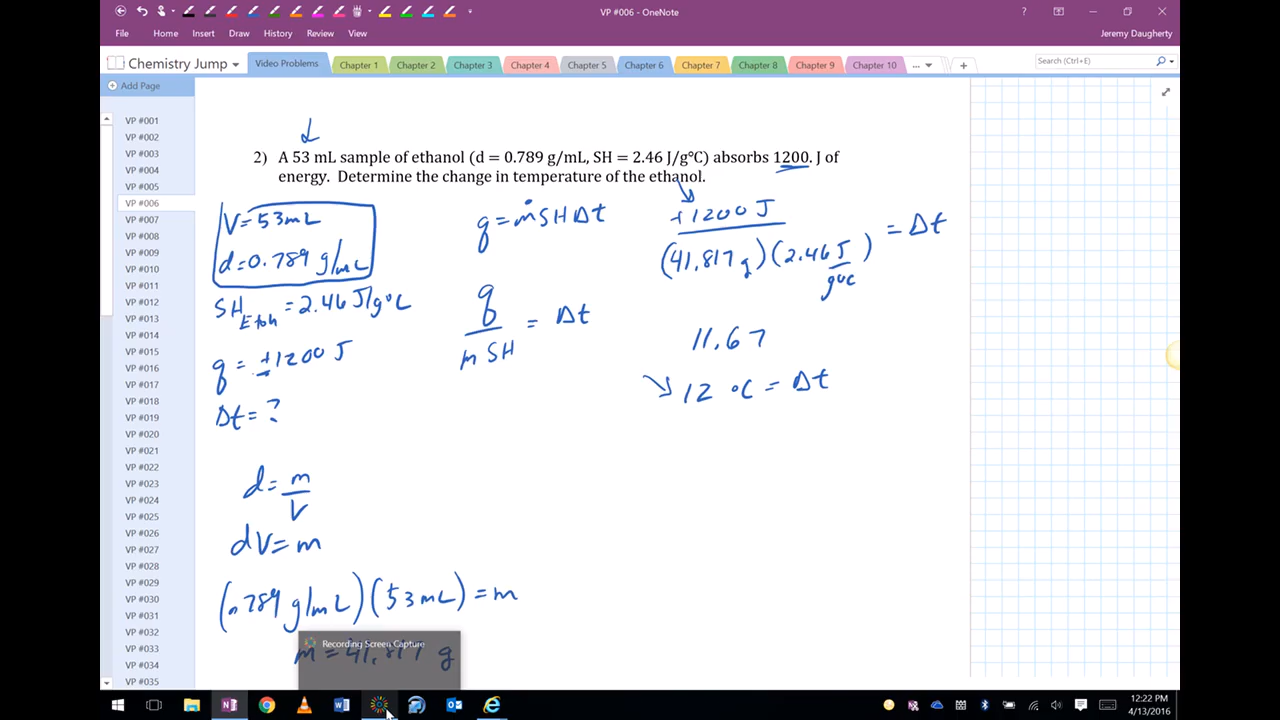 VP #006 - OneNote
File Home Insert Draw History Review View
Jeremy Daugherty
Chemistry Jump
Video Problems Chapter 1 Chapter 2 Chapter 3 Chapter 4 Chapter 5 Chapter 6 Chapter 7 Chapter 8 Chapter 9 Chapter 10 ...
Search (Ctrl+E)
Add Page
VP #001
VP #002
VP #003
VP #004
VP #005
VP #006
VP #007
VP #008
VP #009
VP #010
VP #011
VP #012
VP #013
VP #014
VP #015
VP #016
VP #017
VP #018
VP #019
VP #020
VP #021
VP #022
VP #023
VP #024
VP #025
VP #026
VP #027
VP #028
VP #029
VP #030
VP #031
VP #032
VP #033
VP #034
VP #035
2) A 53 mL sample of ethanol (d = 0.789 g/mL, SH = 2.46 J/g°C) absorbs 1200. J of
energy. Determine the change in temperature of the ethanol.
V=53mL
d=0.789 g/mL
SH Etoh = 2.46 J/g°C
q = +1200 J
Δt = ?
d = m
V
dV = m
(.789 g/mL)(53mL) = m
m = 41.817 g
q = m SH Δt
q
m SH = Δt
+1200 J
(41.817 g)(2.46 J
g°C) = Δt
11.67
12 °C = Δt
Recording Screen Capture
12:22 PM
4/13/2016